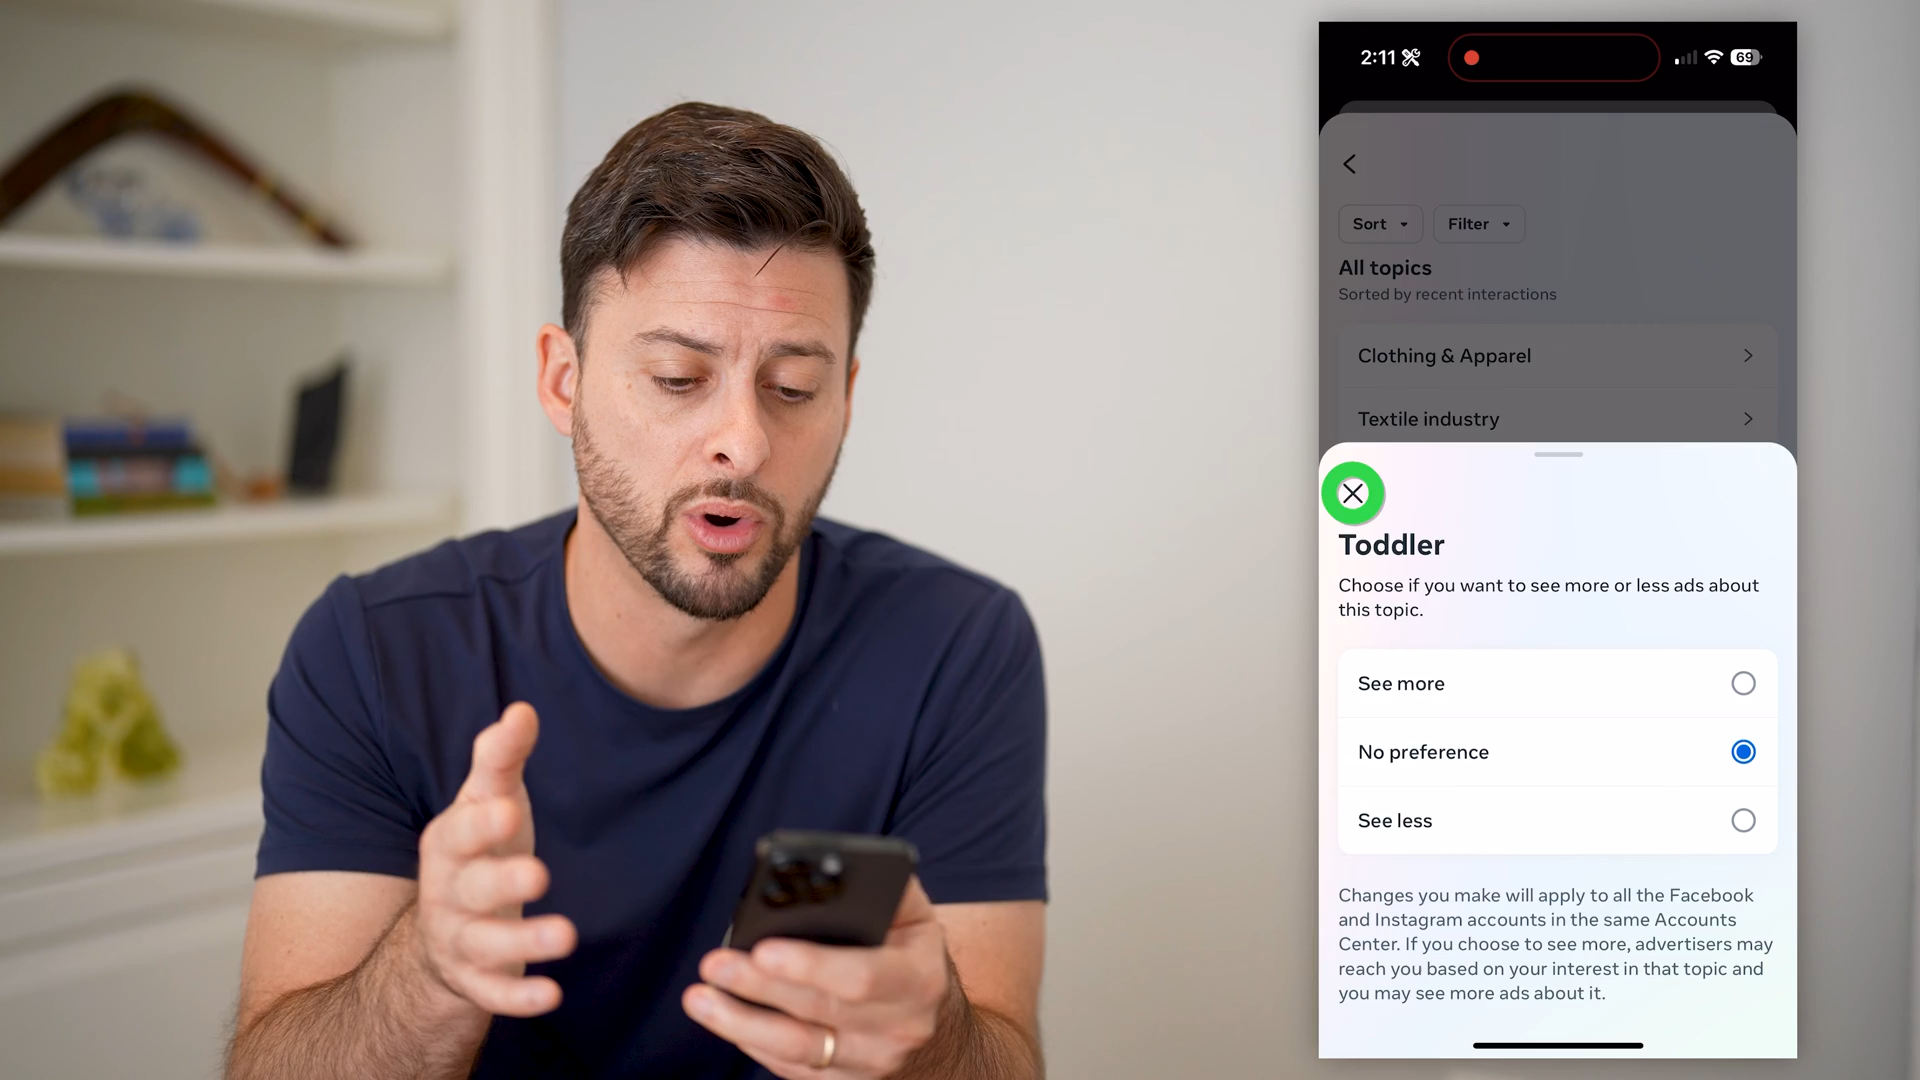 2:11
69
Sort
Filter
All topics
Sorted by recent interactions
Clothing & Apparel
Textile industry
Toddler
Choose if you want to see more or less ads about
this topic.
See more
No preference
See less
Changes you make will apply to all the Facebook
and Instagram accounts in the same Accounts
Center. If you choose to see more, advertisers may
reach you based on your interest in that topic and
you may see more ads about it.